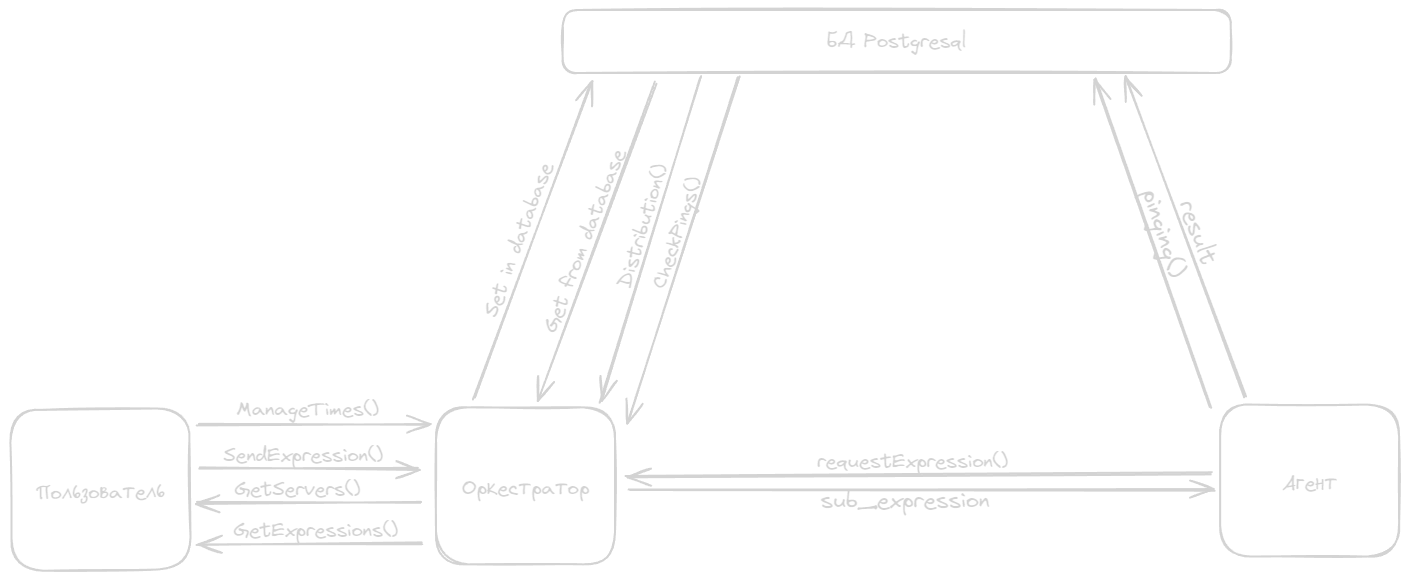 БД Postgresql
Set in database
Get from database
Distribution()
CheckPings()
pinging()
result
ManageTimes()
SendExpression()
GetServers()
GetExpressions()
Пользователь
Оркестратор
requestExpression()
sub_expression
Агент